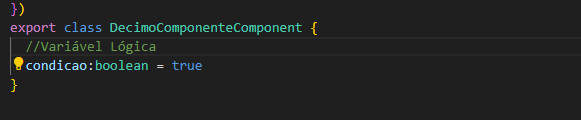 })
export class DecimoComponenteComponent {
//Variável Lógica
condicao:boolean = true
}